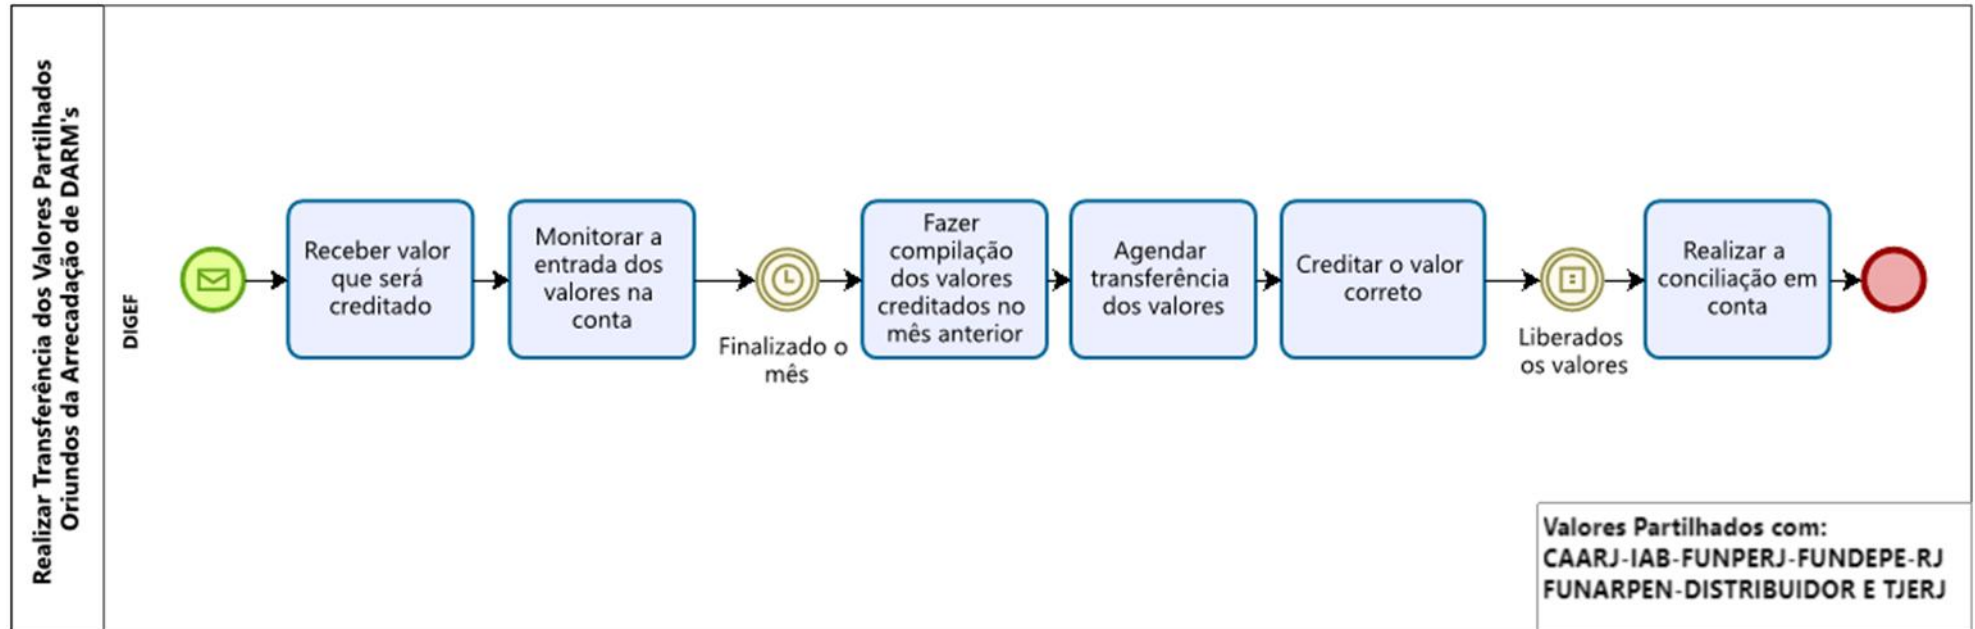 Realizar Transferência dos Valores Partilhados
Oriundos da Arrecadação de DARM's
DIGEF
Receber valor
que será
creditado
Monitorar a
entrada dos
valores na
conta
Finalizado o
mês
Fazer
compilação
dos valores
creditados no
mês anterior
Agendar
transferência
dos valores
Creditar o valor
correto
Liberados
os valores
Realizar a
conciliação em
conta
Valores Partilhados com:
CAARJ-IAB-FUNPERJ-FUNDEPE-RJ
FUNARPEN-DISTRIBUIDOR E TJERJ